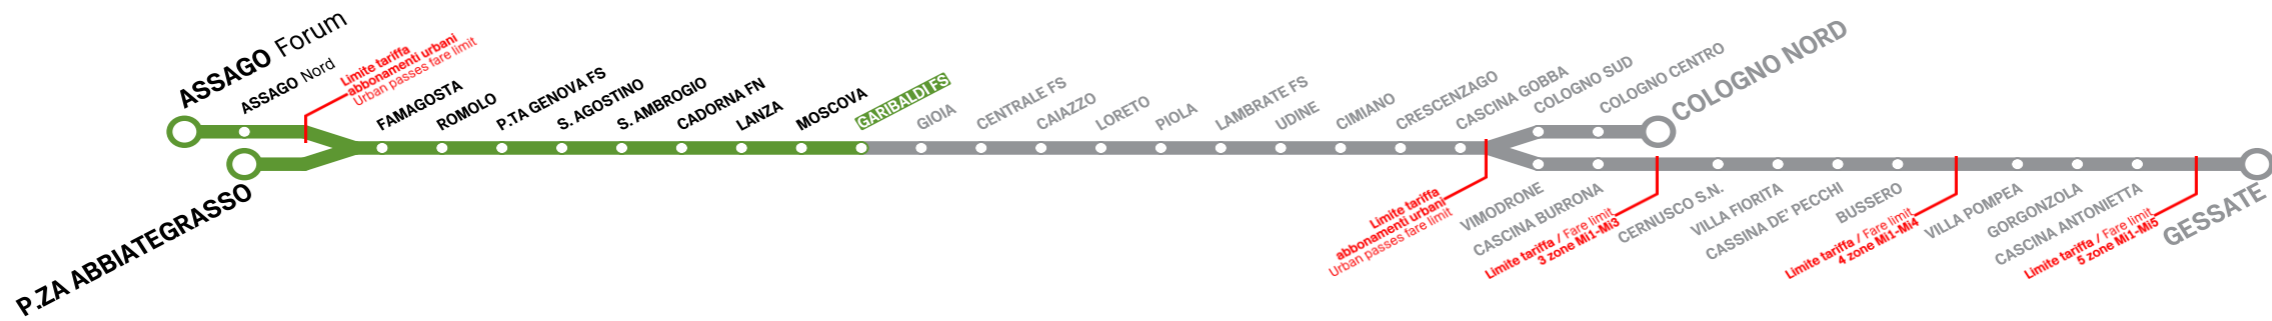 ASSAGO Forum
ASSAGO Nord
Limite tariffa
abbonamenti urbani
Urban passes fare limit
P.ZA ABBIATEGRASSO
FAMAGOSTA
ROMOLO
P.TA GENOVA FS
S. AGOSTINO
S. AMBROGIO
CADORNA FN
LANZA
MOSCOVA
GARIBALDI FS
GIOIA
CENTRALE FS
CAIAZZO
LORETO
PIOLA
LAMBRATE FS
UDINE
CIMIANO
CRESCENZAGO
CASCINA GOBBA
Limite tariffa
abbonamenti urbani
Urban passes fare limit
COLOGNO SUD
COLOGNO CENTRO
COLOGNO NORD
VIMODRONE
CASCINA BURRONA
Limite tariffa / Fare limit
3 zone Mi1-Mi3
CERNUSCO S.N.
VILLA FIORITA
CASSINA DE' PECCHI
BUSSERO
Limite tariffa / Fare limit
4 zone Mi1-Mi4
VILLA POMPEA
GORGONZOLA
CASCINA ANTONIETTA
Limite tariffa / Fare limit
5 zone Mi1-Mi5
GESSATE